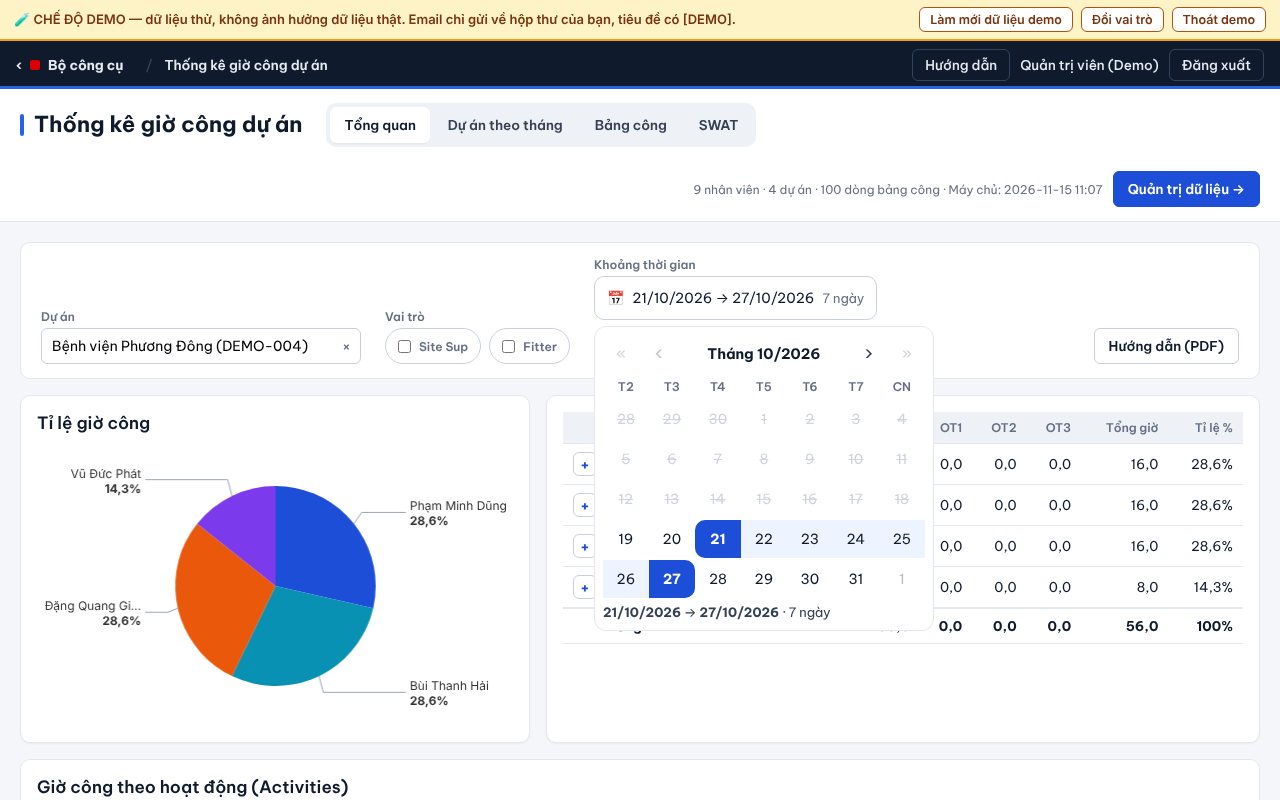 🧪 CHẾ ĐỘ DEMO — dữ liệu thử, không ảnh hưởng dữ liệu thật. Email chỉ gửi về hộp thư của bạn, tiêu đề có [DEMO].
Làm mới dữ liệu demo
Đổi vai trò
Thoát demo
‹ Bộ công cụ / Thống kê giờ công dự án
Hướng dẫn
Quản trị viên (Demo)
Đăng xuất
Thống kê giờ công dự án
Tổng quan
Dự án theo tháng
Bảng công
SWAT
9 nhân viên · 4 dự án · 100 dòng bảng công · Máy chủ: 2026-11-15 11:07
Quản trị dữ liệu →
Dự án
Bệnh viện Phương Đông (DEMO-004) ×
Vai trò
Site Sup
Fitter
Khoảng thời gian
📅 21/10/2026 → 27/10/2026 7 ngày
Hướng dẫn (PDF)
« ‹ Tháng 10/2026 › »
T2 T3 T4 T5 T6 T7 CN
28 29 30 1 2 3 4
5 6 7 8 9 10 11
12 13 14 15 16 17 18
19 20 21 22 23 24 25
26 27 28 29 30 31 1
21/10/2026 → 27/10/2026 · 7 ngày
Tỉ lệ giờ công
Vũ Đức Phát
14,3%
Phạm Minh Dũng
28,6%
Đặng Quang Gi...
28,6%
Bùi Thanh Hải
28,6%
OT1 OT2 OT3 Tổng giờ Tỉ lệ %
+ 0,0 0,0 0,0 16,0 28,6%
+ 0,0 0,0 0,0 16,0 28,6%
+ 0,0 0,0 0,0 16,0 28,6%
+ 0,0 0,0 0,0 8,0 14,3%
0,0 0,0 0,0 56,0 100%
Giờ công theo hoạt động (Activities)